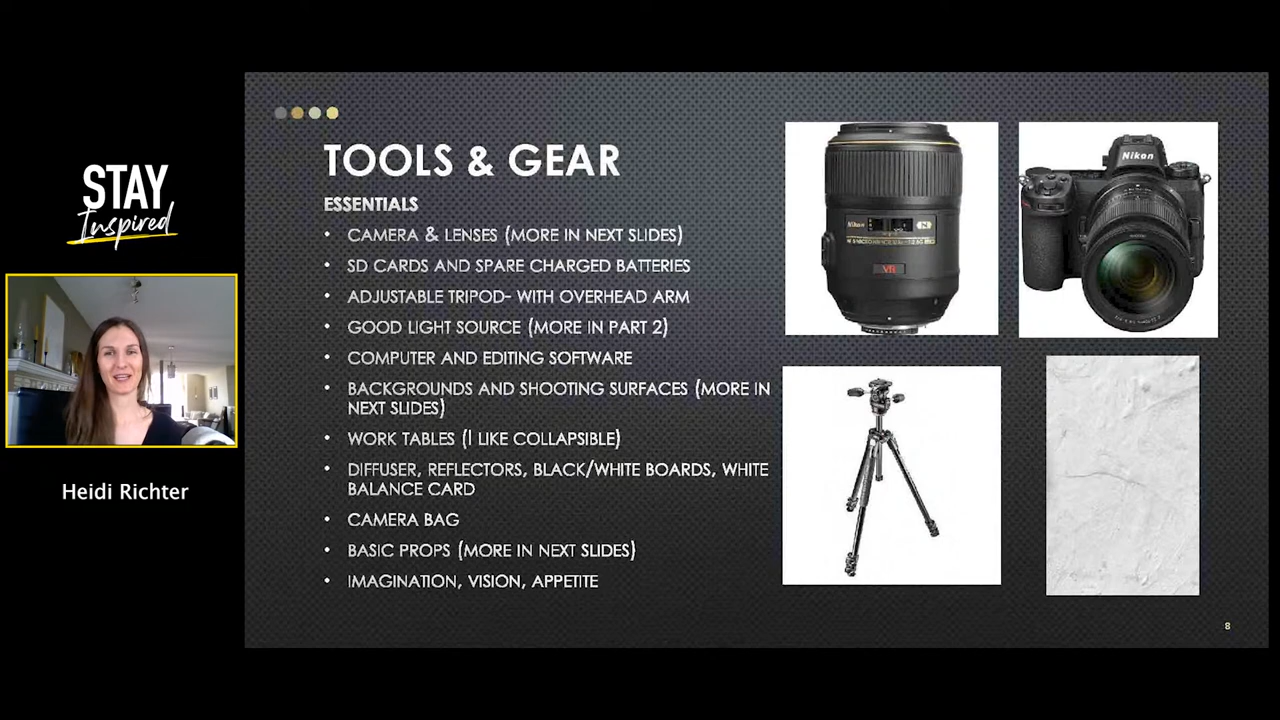 STAY
Inspired
Heidi Richter
TOOLS & GEAR
ESSENTIALS
• CAMERA & LENSES (MORE IN NEXT SLIDES)
• SD CARDS AND SPARE CHARGED BATTERIES
• ADJUSTABLE TRIPOD- WITH OVERHEAD ARM
• GOOD LIGHT SOURCE (MORE IN PART 2)
• COMPUTER AND EDITING SOFTWARE
• BACKGROUNDS AND SHOOTING SURFACES (MORE IN
NEXT SLIDES)
• WORK TABLES (I LIKE COLLAPSIBLE)
• DIFFUSER, REFLECTORS, BLACK/WHITE BOARDS, WHITE
BALANCE CARD
• CAMERA BAG
• BASIC PROPS (MORE IN NEXT SLIDES)
• IMAGINATION, VISION, APPETITE
Nikon
N
VR
Nikon
8